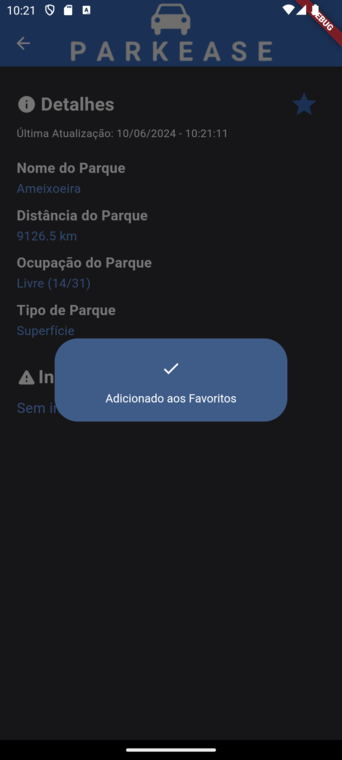 10:21
DEBUG
PARKEASE
Detalhes
Última Atualização: 10/06/2024 - 10:21:11
Nome do Parque
Ameixoeira
Distância do Parque
9126.5 km
Ocupação do Parque
Livre (14/31)
Tipo de Parque
Superfície
In
Sem i
Adicionado aos Favoritos